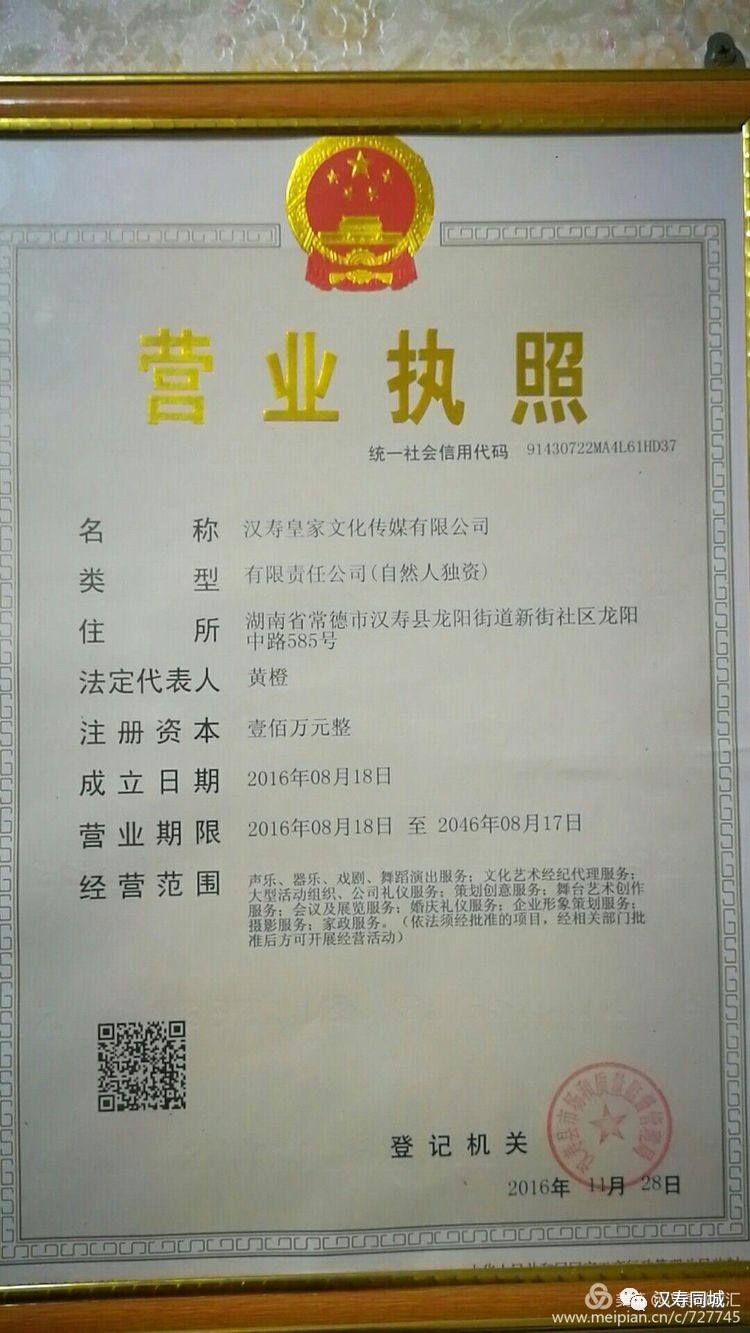 营业执照
统一社会信用代码 91430722MA4L61HD37
名称 汉寿皇家文化传媒有限公司
类型 有限责任公司(自然人独资)
住所 湖南省常德市汉寿县龙阳街道新街社区龙阳
中路585号
法定代表人 黄橙
注册资本 壹佰万元整
成立日期 2016年08月18日
营业期限 2016年08月18日 至 2046年08月17日
经营范围 声乐、器乐、戏剧、舞蹈演出服务；文化艺术经纪代理服务；
大型活动组织、公司礼仪服务；策划创意服务；舞台艺术创作
服务；会议及展览服务；婚庆礼仪服务；企业形象策划服务；
摄影服务；家政服务。（依法须经批准的项目，经相关部门批
准后方可开展经营活动）
登记机关
2016年 11月 28日
汉寿同城
www.meipian.cn/c/727745